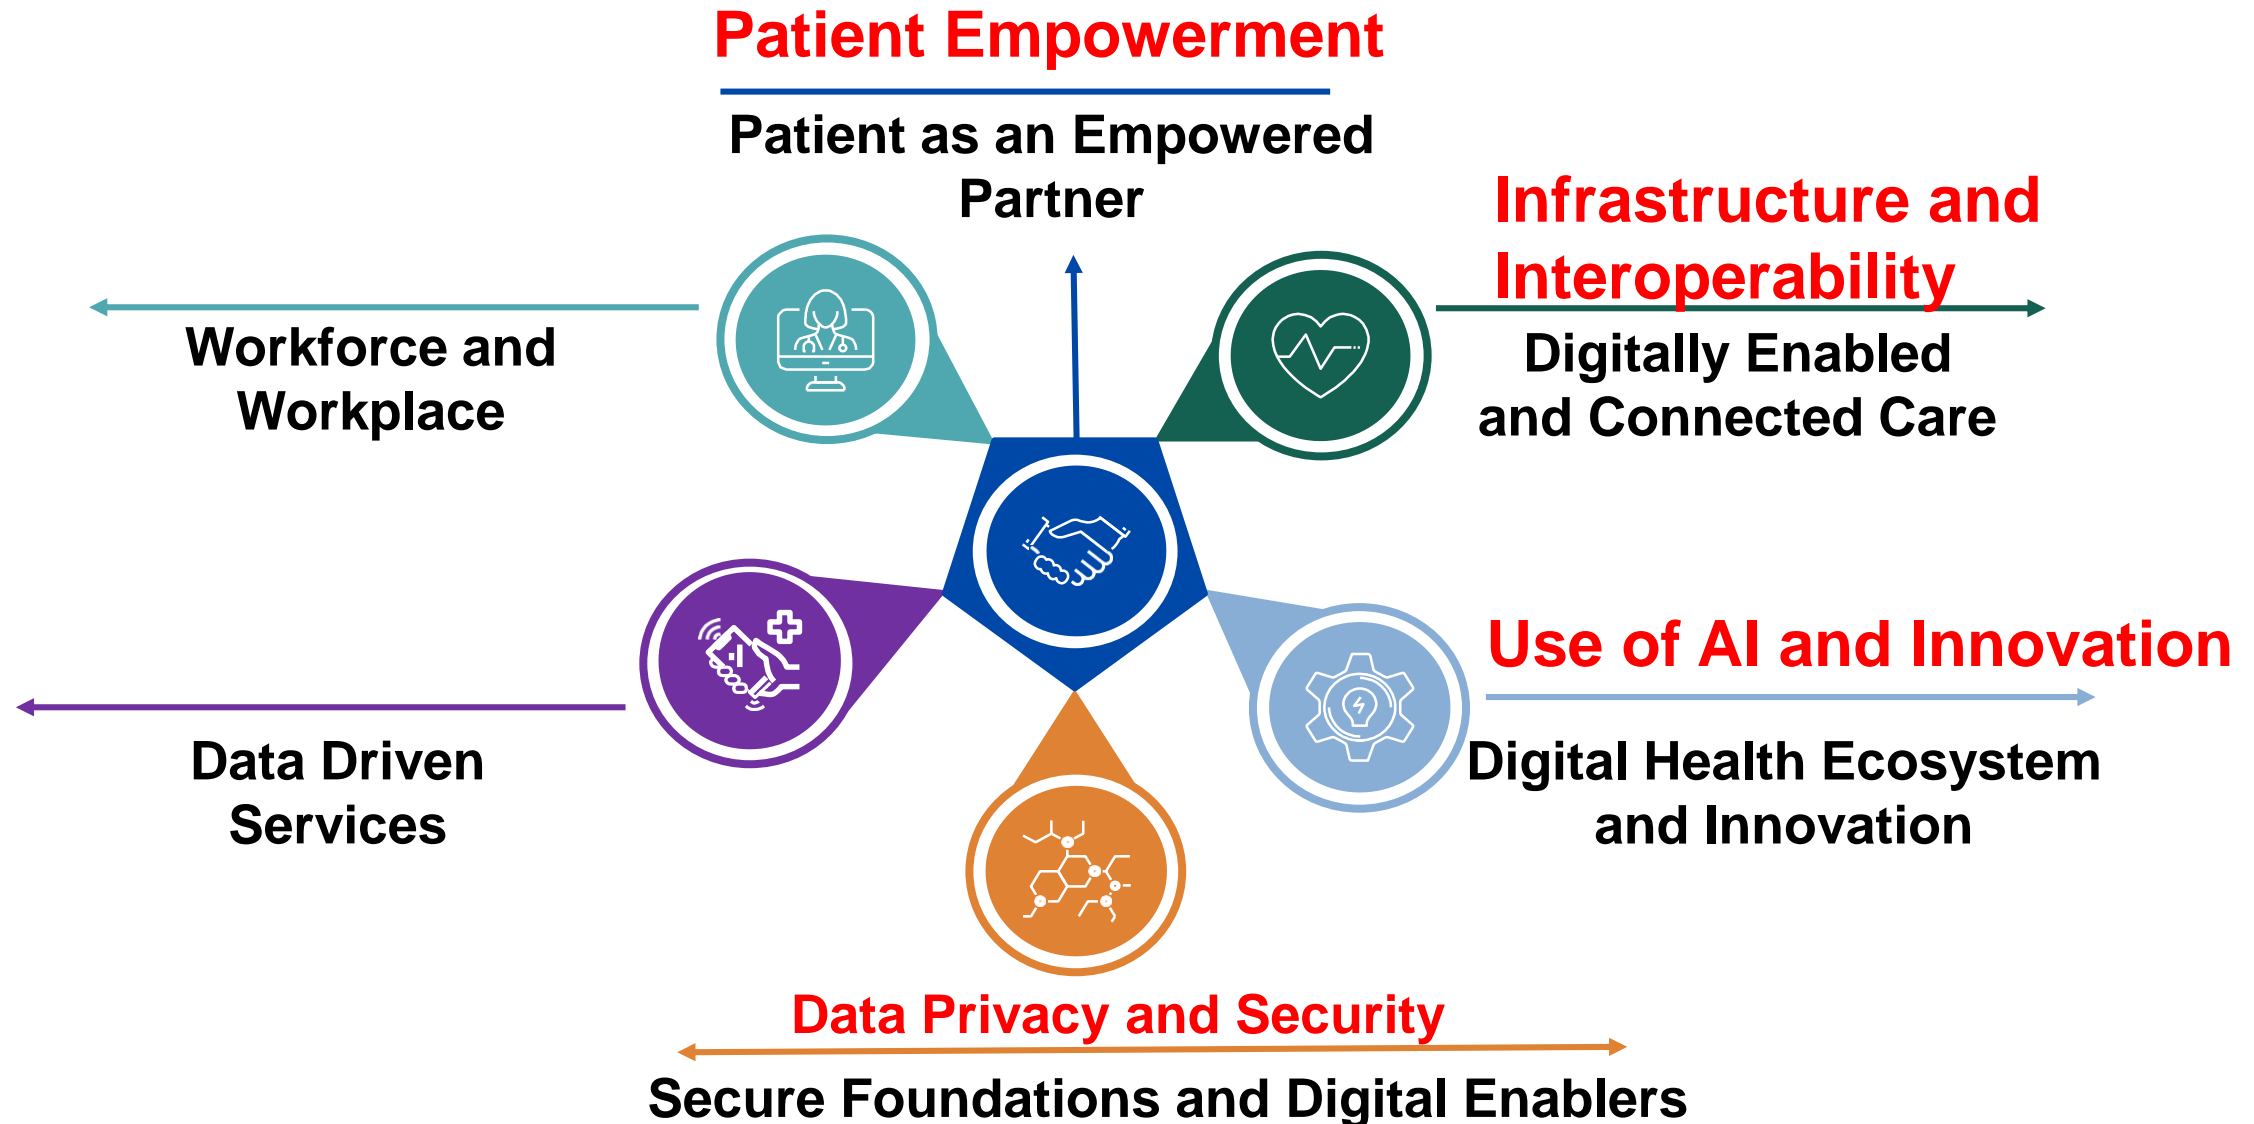 Patient Empowerment
Patient as an Empowered
Partner
Infrastructure and
Interoperability
Digitally Enabled
and Connected Care
Workforce and
Workplace
Use of AI and Innovation
Digital Health Ecosystem
and Innovation
Data Driven
Services
Data Privacy and Security
Secure Foundations and Digital Enablers